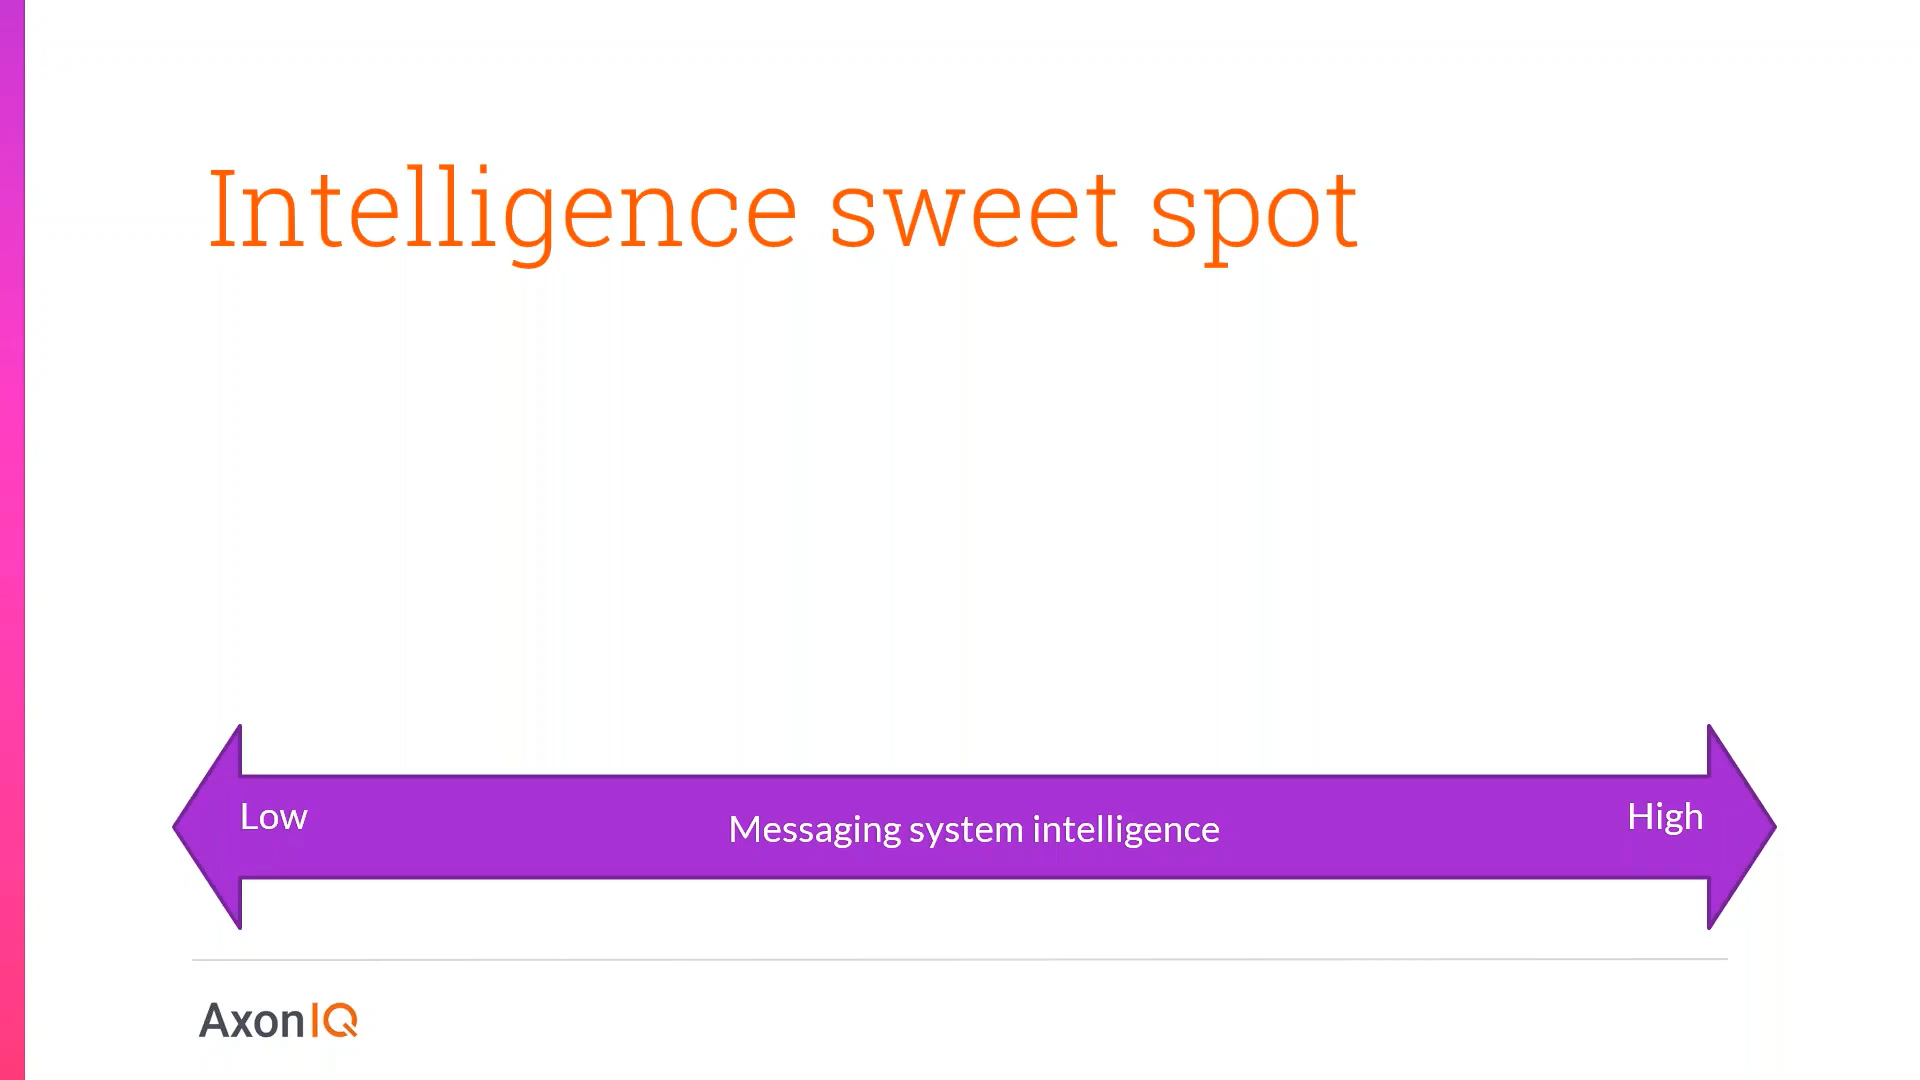 Intelligence sweet spot
Low
Messaging system intelligence
High
AxonIQ